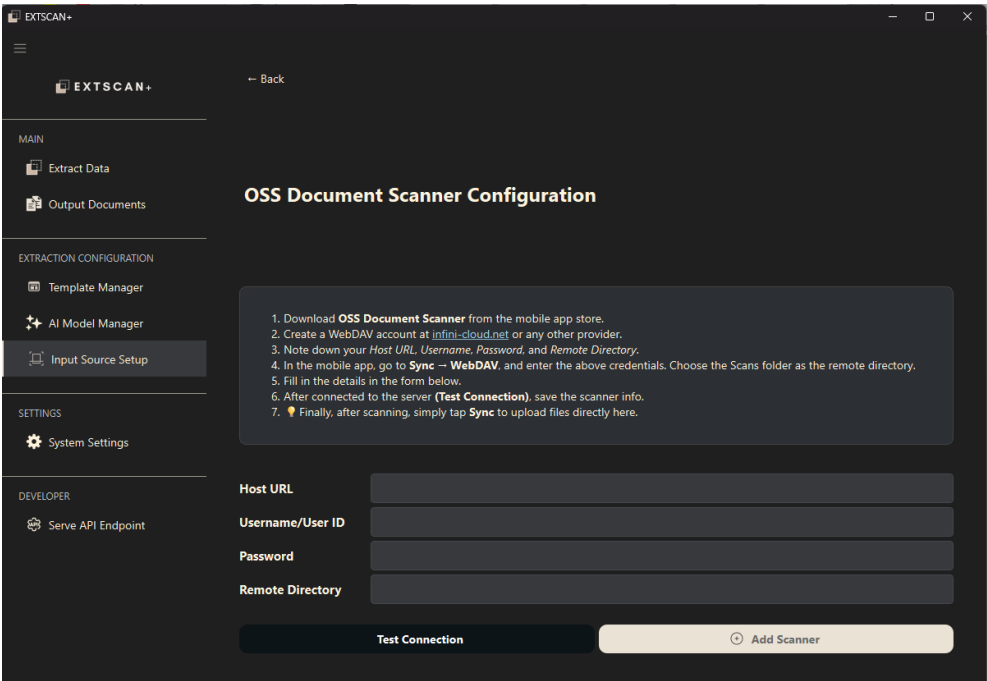 EXTSCAN+
EXTSCAN+
← Back
MAIN
Extract Data
Output Documents
EXTRACTION CONFIGURATION
Template Manager
AI Model Manager
Input Source Setup
SETTINGS
System Settings
DEVELOPER
Serve API Endpoint
OSS Document Scanner Configuration
1. Download OSS Document Scanner from the mobile app store.
2. Create a WebDAV account at infini-cloud.net or any other provider.
3. Note down your Host URL, Username, Password, and Remote Directory.
4. In the mobile app, go to Sync → WebDAV, and enter the above credentials. Choose the Scans folder as the remote directory.
5. Fill in the details in the form below.
6. After connected to the server (Test Connection), save the scanner info.
7. 💡 Finally, after scanning, simply tap Sync to upload files directly here.
Host URL
Username/User ID
Password
Remote Directory
Test Connection
Add Scanner